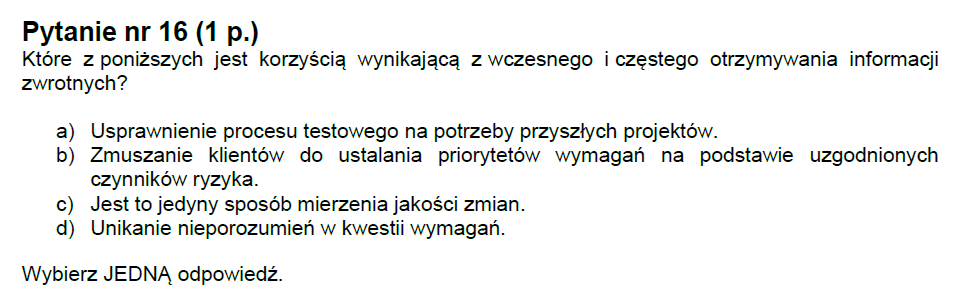 Pytanie nr 16 (1 p.)
Które z poniższych jest korzyścią wynikającą z wczesnego i częstego otrzymywania informacji
zwrotnych?
a) Usprawnienie procesu testowego na potrzeby przyszłych projektów.
b) Zmuszanie klientów do ustalania priorytetów wymagań na podstawie uzgodnionych
czynników ryzyka.
c) Jest to jedyny sposób mierzenia jakości zmian.
d) Unikanie nieporozumień w kwestii wymagań.
Wybierz JEDNĄ odpowiedź.